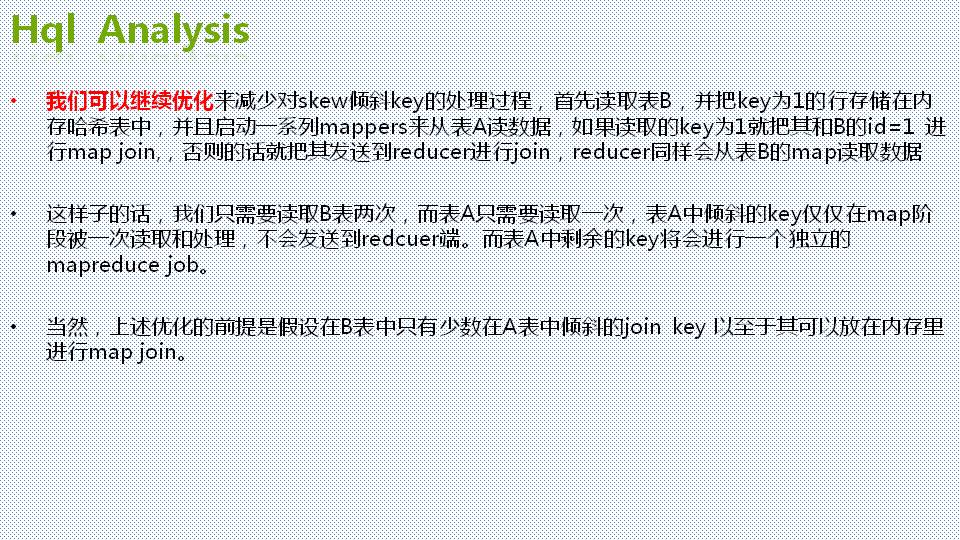 Hql Analysis
• 我们可以继续优化来减少对skew倾斜key的处理过程，首先读取表B，并把key为1的行存储在内
存哈希表中，并且启动一系列mappers来从表A读数据，如果读取的key为1就把其和B的id=1 进
行map join,，否则的话就把其发送到reducer进行join，reducer同样会从表B的map读取数据
• 这样子的话，我们只需要读取B表两次，而表A只需要读取一次，表A中倾斜的key仅仅在map阶
段被一次读取和处理，不会发送到redcuer端。而表A中剩余的key将会进行一个独立的
mapreduce job。
• 当然，上述优化的前提是假设在B表中只有少数在A表中倾斜的join key 以至于其可以放在内存里
进行map join。